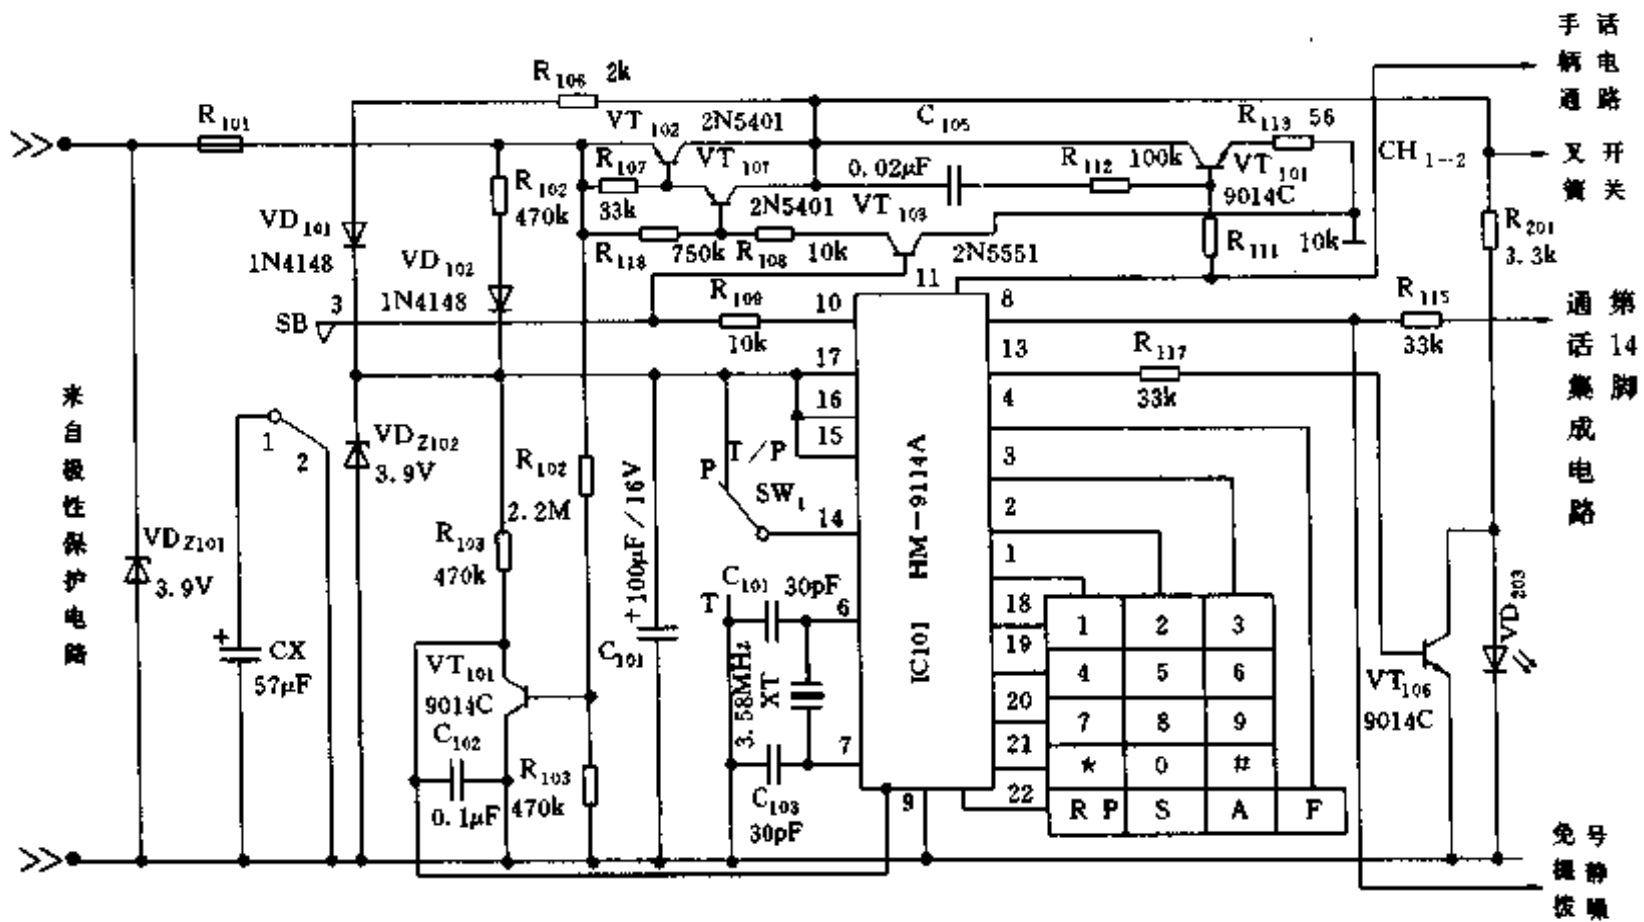 手话
柄电
通路
R106 2k
R101
VT102 2N5401
C105
R113 56
CH1-2
叉开
簧关
R107
33k
VT107
2N5401
0.02μF
R112
100k
VT101
9014C
R102
470k
VD101
1N4148
VD102
1N4148
R118
750k
R108
10k
VT103
2N5551
R111
10k
R201
3.3k
SB
3
R109
10k
10
11
8
R115
33k
通第
话14
集脚
成
电
路
17
16
15
14
6
7
9
13
4
3
2
1
18
19
20
21
22
R117
33k
来自极性保护电路
1
2
VDZ102
3.9V
R102
2.2M
R103
470k
VDZ101
3.9V
CX
57μF
+
VT101
9014C
C102
0.1μF
R103
470k
+100μF/16V
C101
P
T/P
SW1
T
C101
30pF
3.58MHz
XT
C103
30pF
IC101 HM-9114A
1 2 3
4 5 6
7 8 9
* 0 #
R P S A F
VT106
9014C
VD203
免号
提静
拨噪